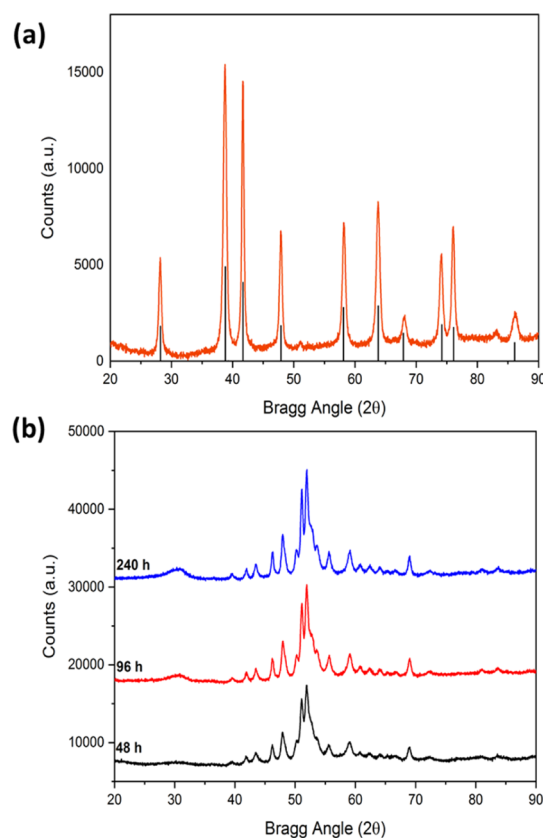 (a)
15000
10000
5000
0
Counts (a.u.)
20 30 40 50 60 70 80 90
Bragg Angle (2θ)
(b)
50000
40000
30000
20000
10000
Counts (a.u.)
240 h
96 h
48 h
20 30 40 50 60 70 80 90
Bragg Angle (2θ)